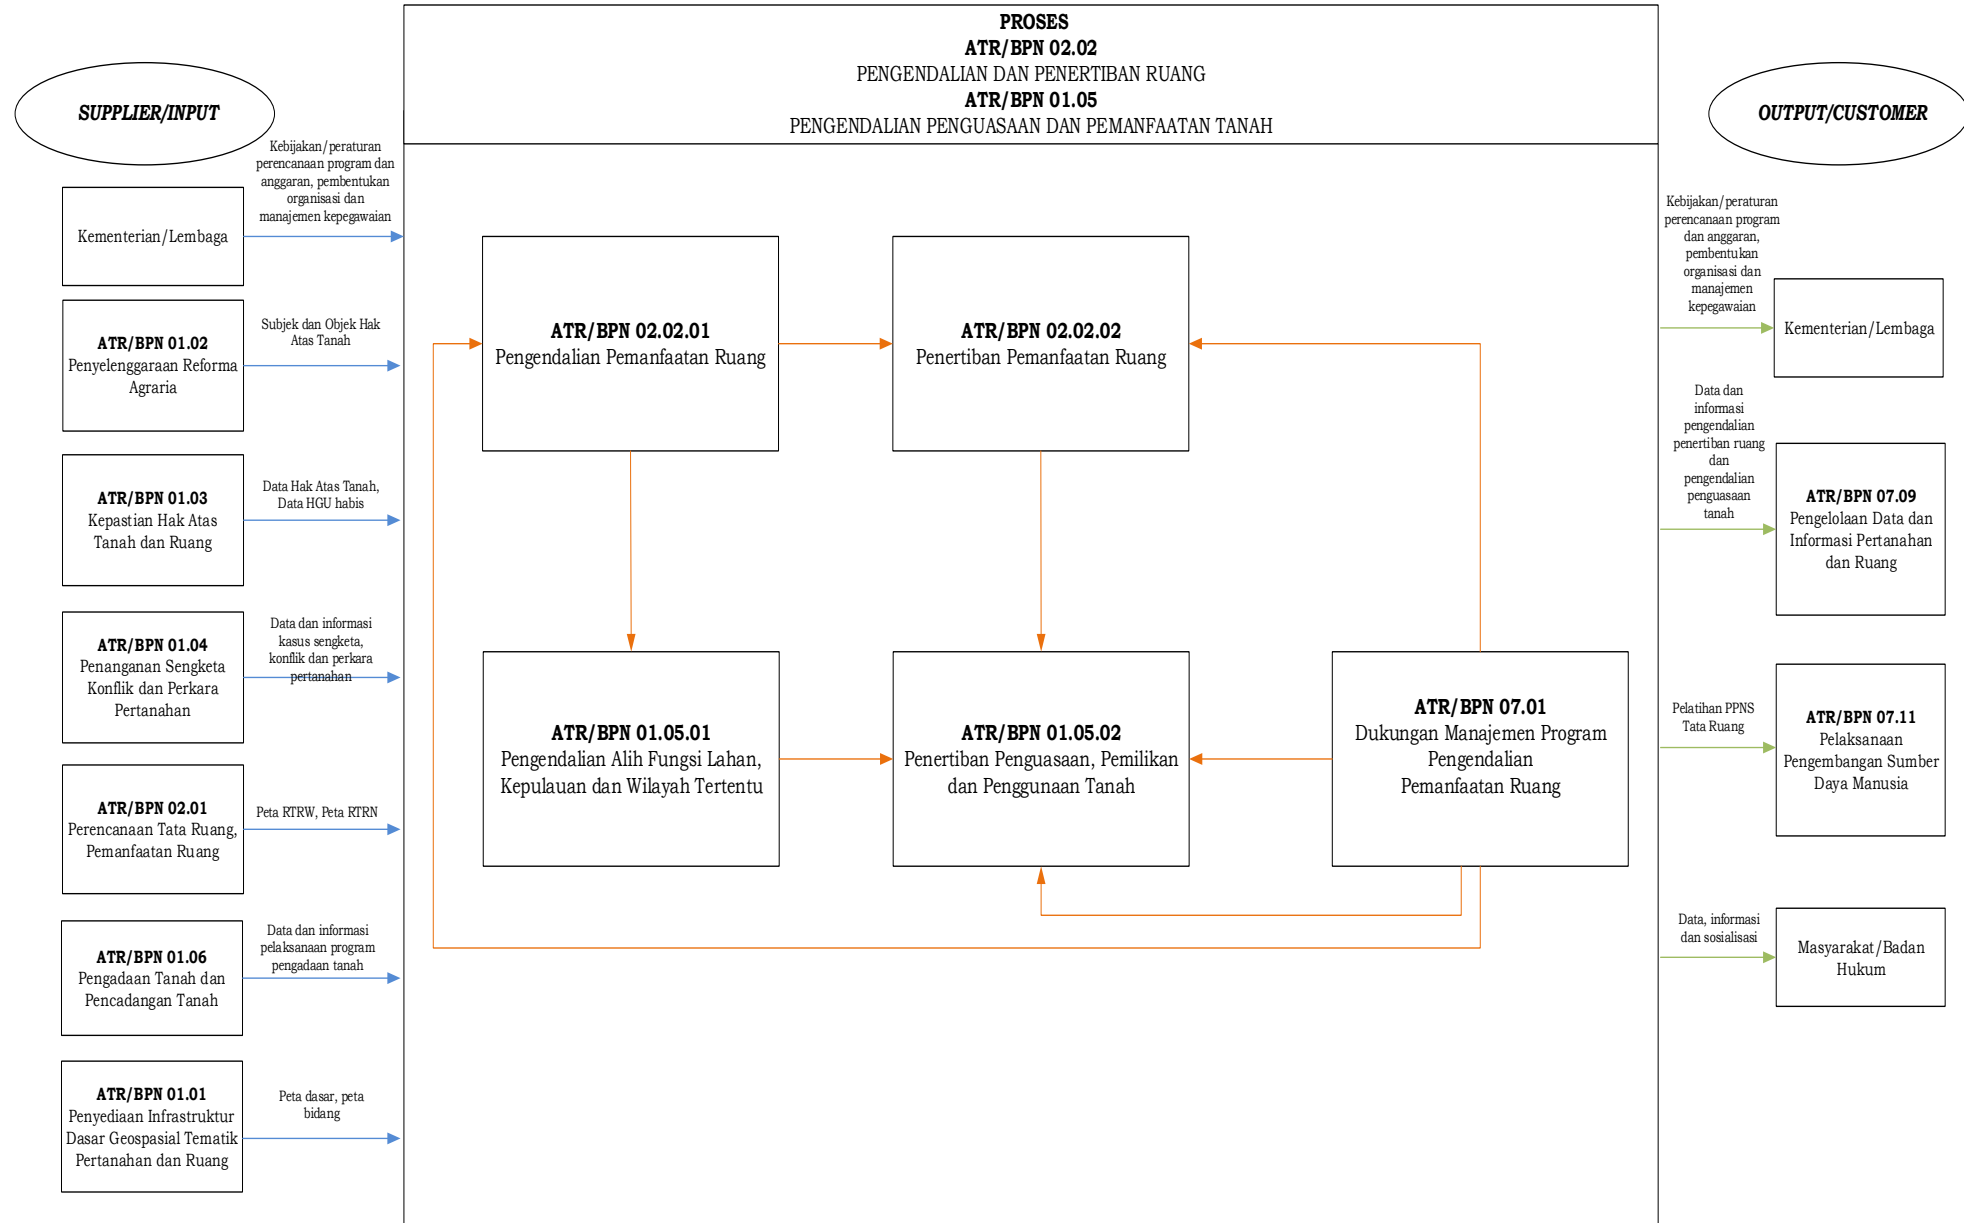 PROSES
ATR/BPN 02.02
PENGENDALIAN DAN PENERTIBAN RUANG
ATR/BPN 01.05
PENGENDALIAN PENGUASAAN DAN PEMANFAATAN TANAH
SUPPLIER/INPUT
Kebijakan/peraturan
perencanaan program dan
anggaran, pembentukan
organisasi dan
manajemen kepegawaian
Kementerian/Lembaga
ATR/BPN 01.02
Penyelenggaraan Reforma
Agraria
Subjek dan Objek Hak
Atas Tanah
ATR/BPN 01.03
Kepastian Hak Atas
Tanah dan Ruang
Data Hak Atas Tanah,
Data HGU habis
ATR/BPN 01.04
Penanganan Sengketa
Konflik dan Perkara
Pertanahan
Data dan informasi
kasus sengketa,
konflik dan perkara
pertanahan
ATR/BPN 02.01
Perencanaan Tata Ruang,
Pemanfaatan Ruang
Peta RTRW, Peta RTRN
ATR/BPN 01.06
Pengadaan Tanah dan
Pencadangan Tanah
Data dan informasi
pelaksanaan program
pengadaan tanah
ATR/BPN 01.01
Penyediaan Infrastruktur
Dasar Geospasial Tematik
Pertanahan dan Ruang
Peta dasar, peta
bidang
ATR/BPN 02.02.01
Pengendalian Pemanfaatan Ruang
ATR/BPN 02.02.02
Penertiban Pemanfaatan Ruang
ATR/BPN 01.05.01
Pengendalian Alih Fungsi Lahan,
Kepulauan dan Wilayah Tertentu
ATR/BPN 01.05.02
Penertiban Penguasaan, Pemilikan
dan Penggunaan Tanah
ATR/BPN 07.01
Dukungan Manajemen Program
Pengendalian
Pemanfaatan Ruang
OUTPUT/CUSTOMER
Kebijakan/peraturan
perencanaan program
dan anggaran,
pembentukan
organisasi dan
manajemen
kepegawaian
Kementerian/Lembaga
Data dan
informasi
pengendalian
penertiban ruang
dan
pengendalian
penguasaan
tanah
ATR/BPN 07.09
Pengelolaan Data dan
Informasi Pertanahan
dan Ruang
Pelatihan PPNS
Tata Ruang
ATR/BPN 07.11
Pelaksanaan
Pengembangan Sumber
Daya Manusia
Data, informasi
dan sosialisasi
Masyarakat/Badan
Hukum